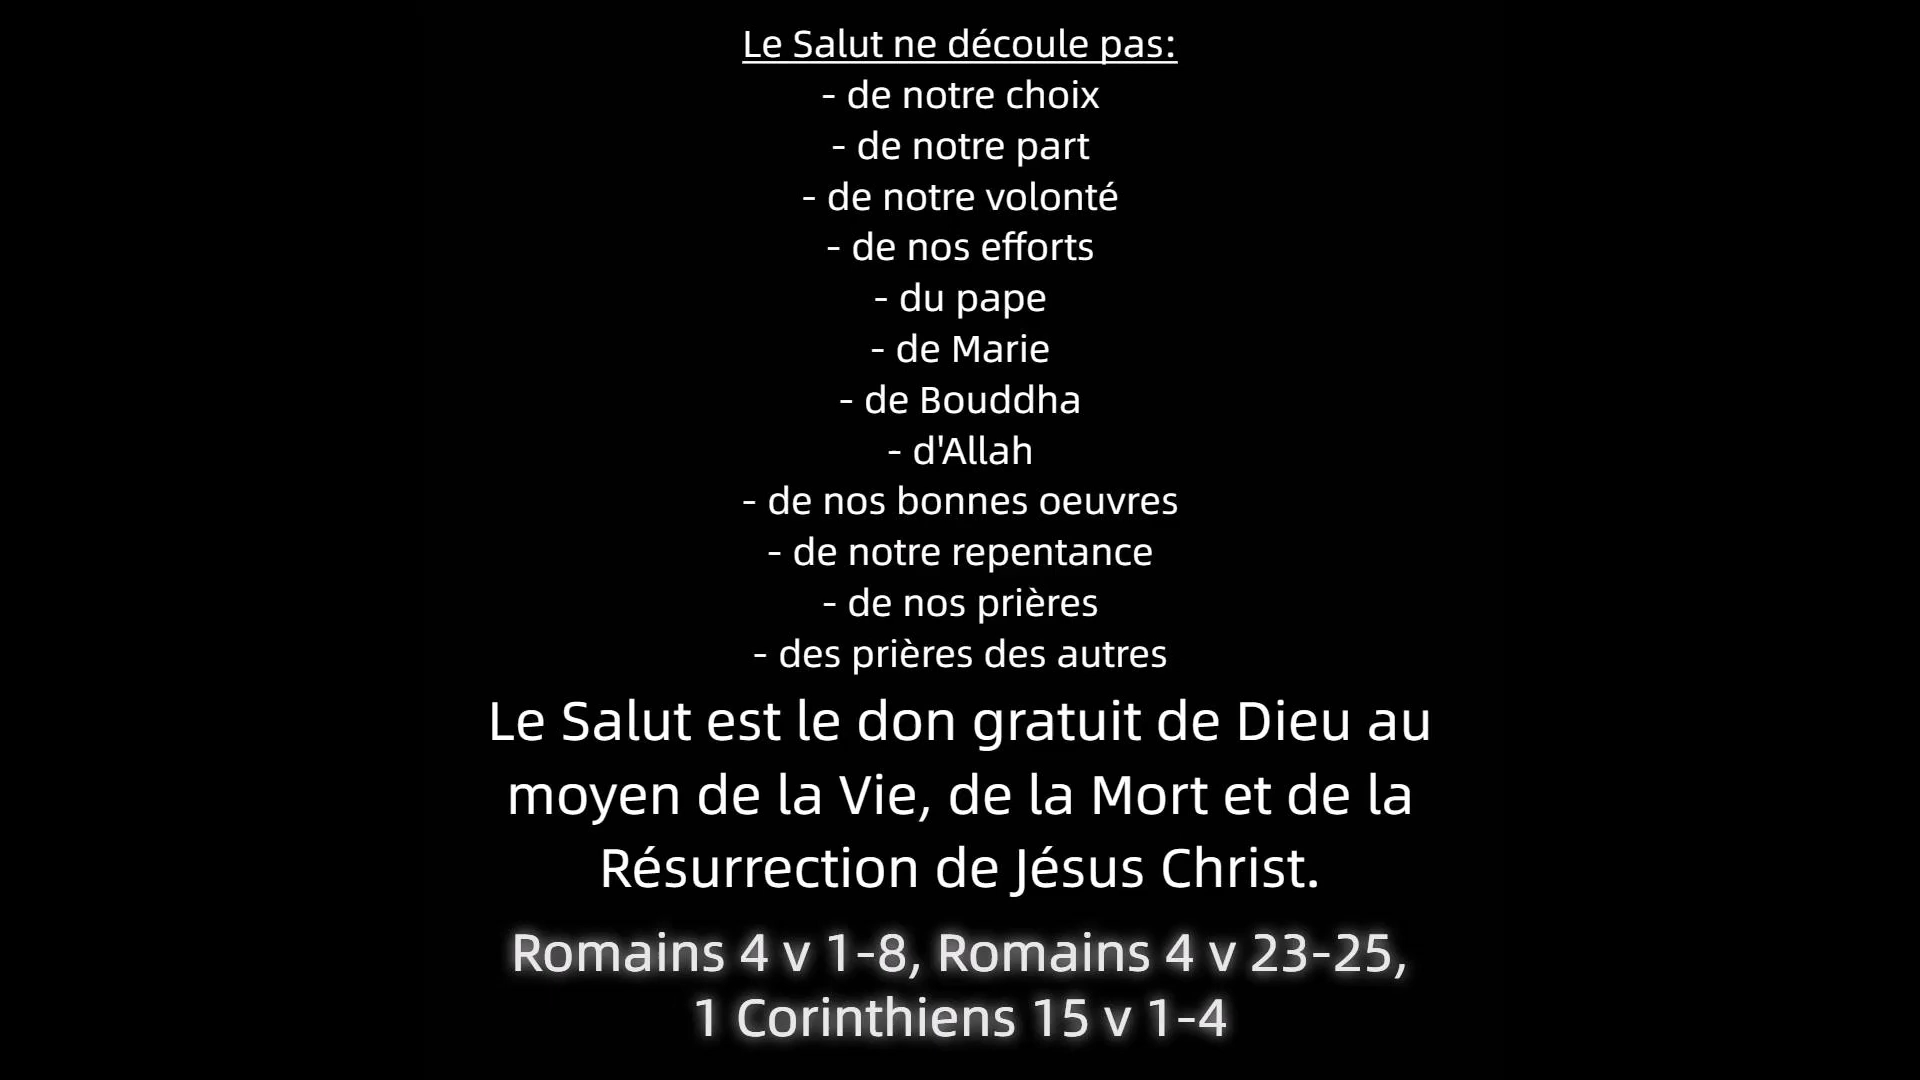 Le Salut ne découle pas:
- de notre choix
- de notre part
- de notre volonté
- de nos efforts
- du pape
- de Marie
- de Bouddha
- d'Allah
- de nos bonnes oeuvres
- de notre repentance
- de nos prières
- des prières des autres
Le Salut est le don gratuit de Dieu au
moyen de la Vie, de la Mort et de la
Résurrection de Jésus Christ.
Romains 4 v 1-8, Romains 4 v 23-25,
1 Corinthiens 15 v 1-4